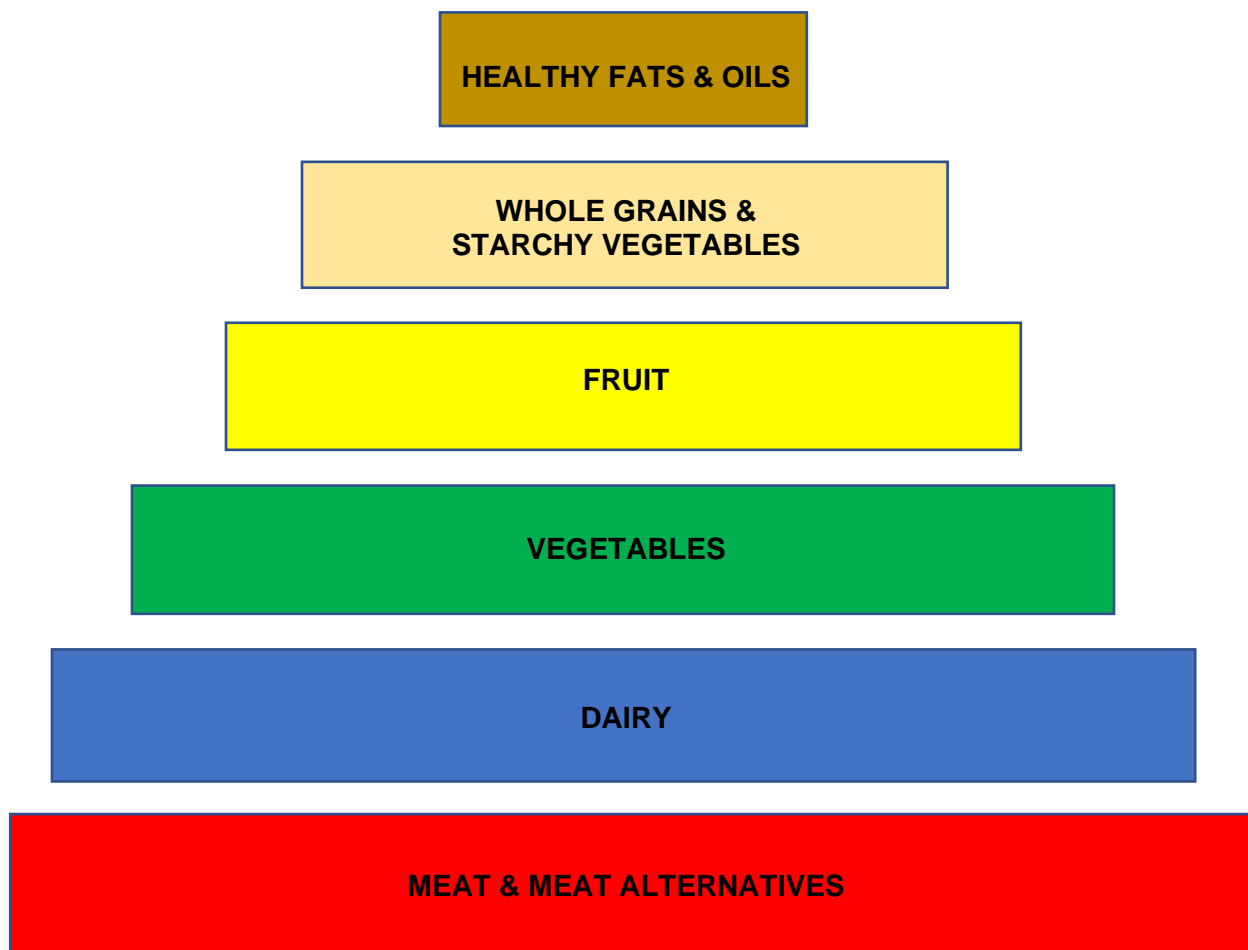 HEALTHY FATS & OILS
WHOLE GRAINS &
STARCHY VEGETABLES
FRUIT
VEGETABLES
DAIRY
MEAT & MEAT ALTERNATIVES